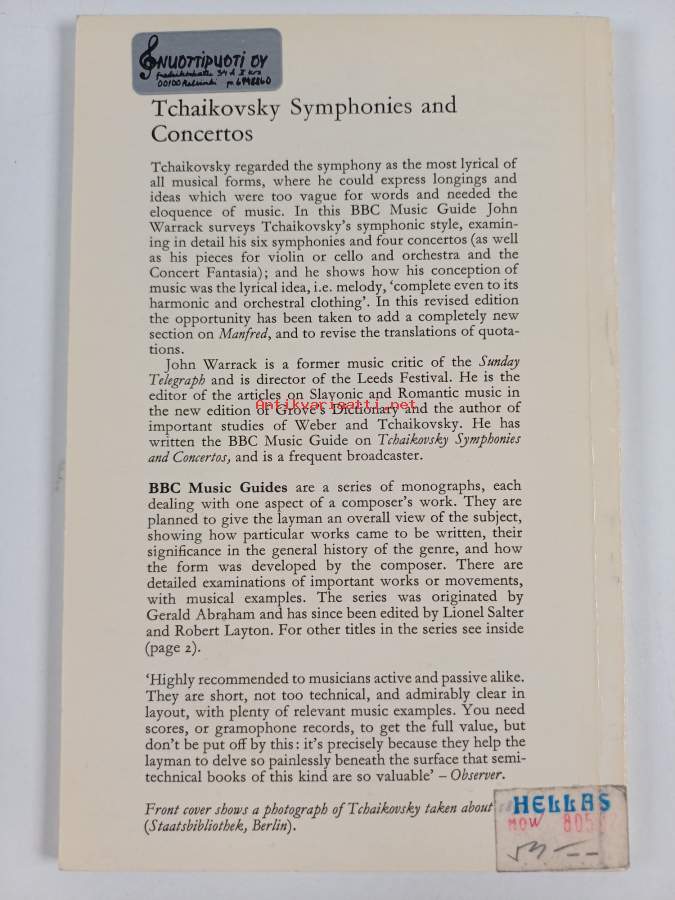 NUOTTIPUOTI OY
Fredrikinkatu
00100 Helsinki
Tchaikovsky Symphonies and
Concertos
Tchaikovsky regarded the symphony as the most lyrical of
all musical forms, where he could express longings and
ideas which were too vague for words and needed the
eloquence of music. In this BBC Music Guide John
Warrack surveys Tchaikovsky's symphonic style, examin-
ing in detail his six symphonies and four concertos (as well
as his pieces for violin or cello and orchestra and the
Concert Fantasia); and he shows how his conception of
music was the lyrical idea, i.e. melody, 'complete even to its
harmonic and orchestral clothing'. In this revised edition
the opportunity has been taken to add a completely new
section on Manfred, and to revise the translations of quota-
tions.
John Warrack is a former music critic of the Sunday
Telegraph and is director of the Leeds Festival. He is the
editor of the articles on Slavonic and Romantic music in
the new edition of Grove's Dictionary and the author of
Antikvariaatti.net
important studies of Weber and Tchaikovsky. He has
written the BBC Music Guide on Tchaikovsky Symphonies
and Concertos, and is a frequent broadcaster.
BBC Music Guides are a series of monographs, each
dealing with one aspect of a composer's work. They are
planned to give the layman an overall view of the subject,
showing how particular works came to be written, their
significance in the general history of the genre, and how
the form was developed by the composer. There are
detailed examinations of important works or movements,
with musical examples. The series was originated by
Gerald Abraham and has since been edited by Lionel Salter
and Robert Layton. For other titles in the series see inside
(page 2).
'Highly recommended to musicians active and passive alike.
They are short, not too technical, and admirably clear in
layout, with plenty of relevant music examples. You need
scores, or gramophone records, to get the full value, but
don't be put off by this: it's precisely because they help the
layman to delve so painlessly beneath the surface that semi-
technical books of this kind are so valuable' – Observer.
Front cover shows a photograph of Tchaikovsky taken about
(Staatsbibliothek, Berlin).
HELLAS
MOW 805